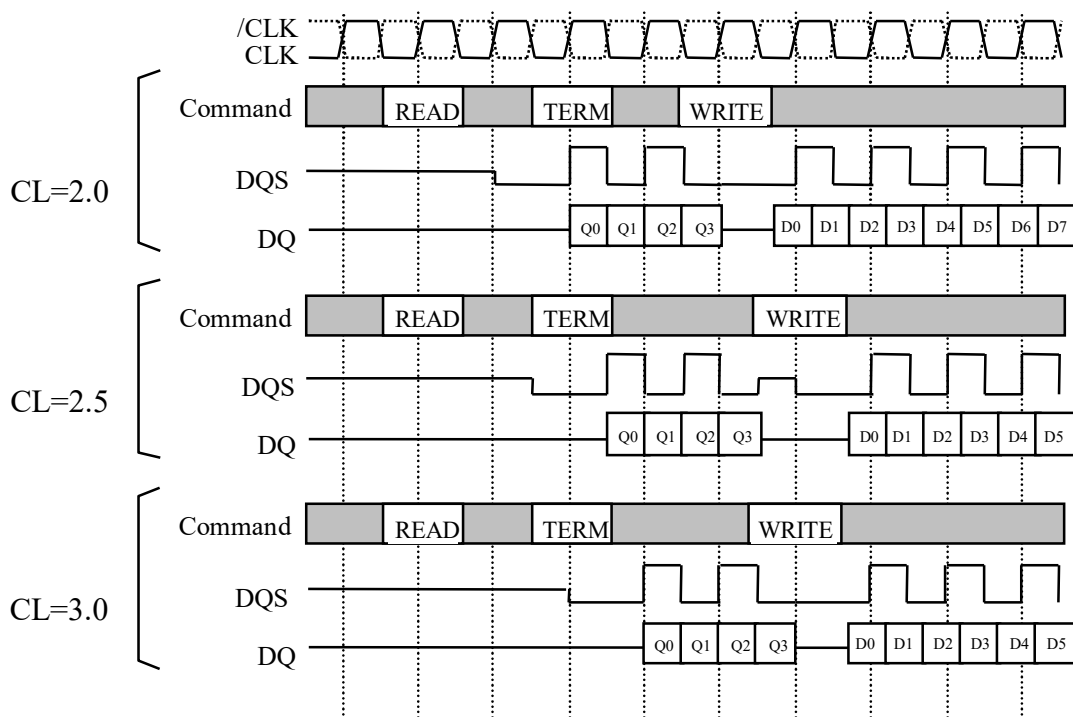 /CLK
CLK
Command READ TERM WRITE
DQS
CL=2.0
DQ Q0 Q1 Q2 Q3 D0 D1 D2 D3 D4 D5 D6 D7
Command READ TERM WRITE
DQS
CL=2.5
DQ Q0 Q1 Q2 Q3 D0 D1 D2 D3 D4 D5
Command READ TERM WRITE
DQS
CL=3.0
DQ Q0 Q1 Q2 Q3 D0 D1 D2 D3 D4 D5